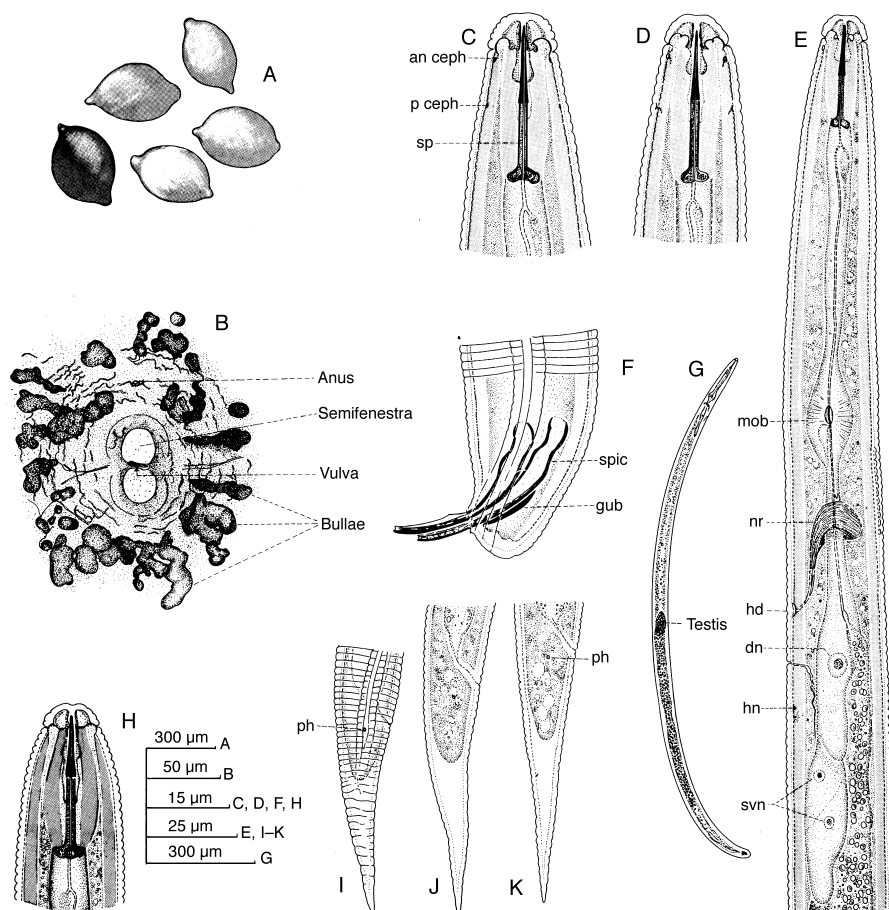 A
C
an ceph
p ceph
sp
D
E
B
Anus
Semifenestra
Vulva
Bullae
F
spic
gub
G
Testis
mob
nr
hd
dn
hn
svn
H
300 µm A
50 µm B
15 µm C, D, F, H
25 µm E, I–K
300 µm G
ph
I
J
K
ph